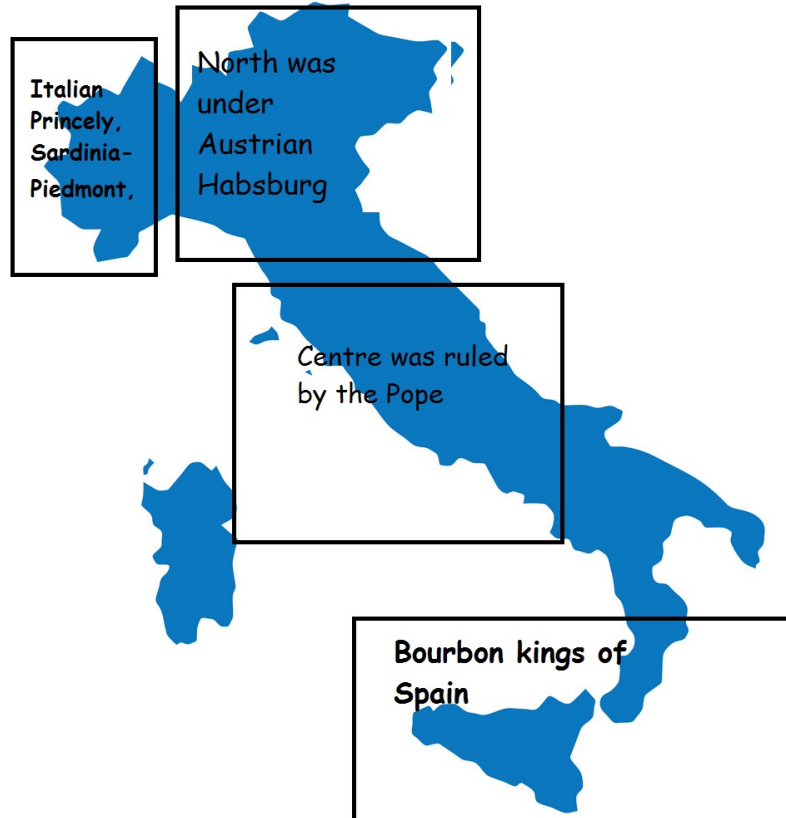 Italian
Princely,
Sardinia-
Piedmont,
North was
under
Austrian
Habsburg
Centre was ruled
by the Pope
Bourbon kings of
Spain